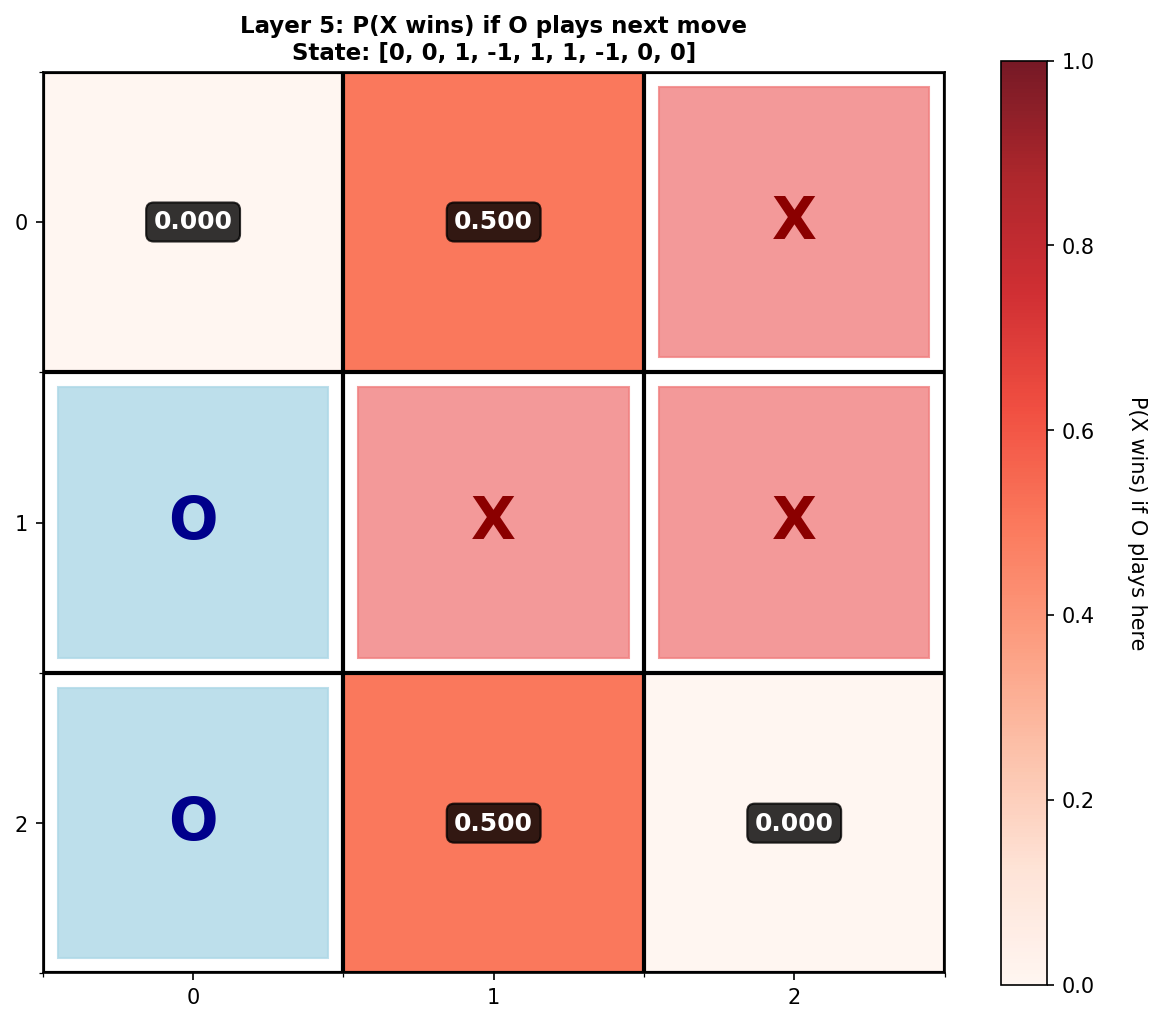 Layer 5: P(X wins) if O plays next move
State: [0, 0, 1, -1, 1, 1, -1, 0, 0]
0
0.000
0.500
X
1
O
X
X
2
O
0.500
0.000
0
1
2
1.0
0.8
0.6
0.4
0.2
0.0
P(X wins) if O plays here